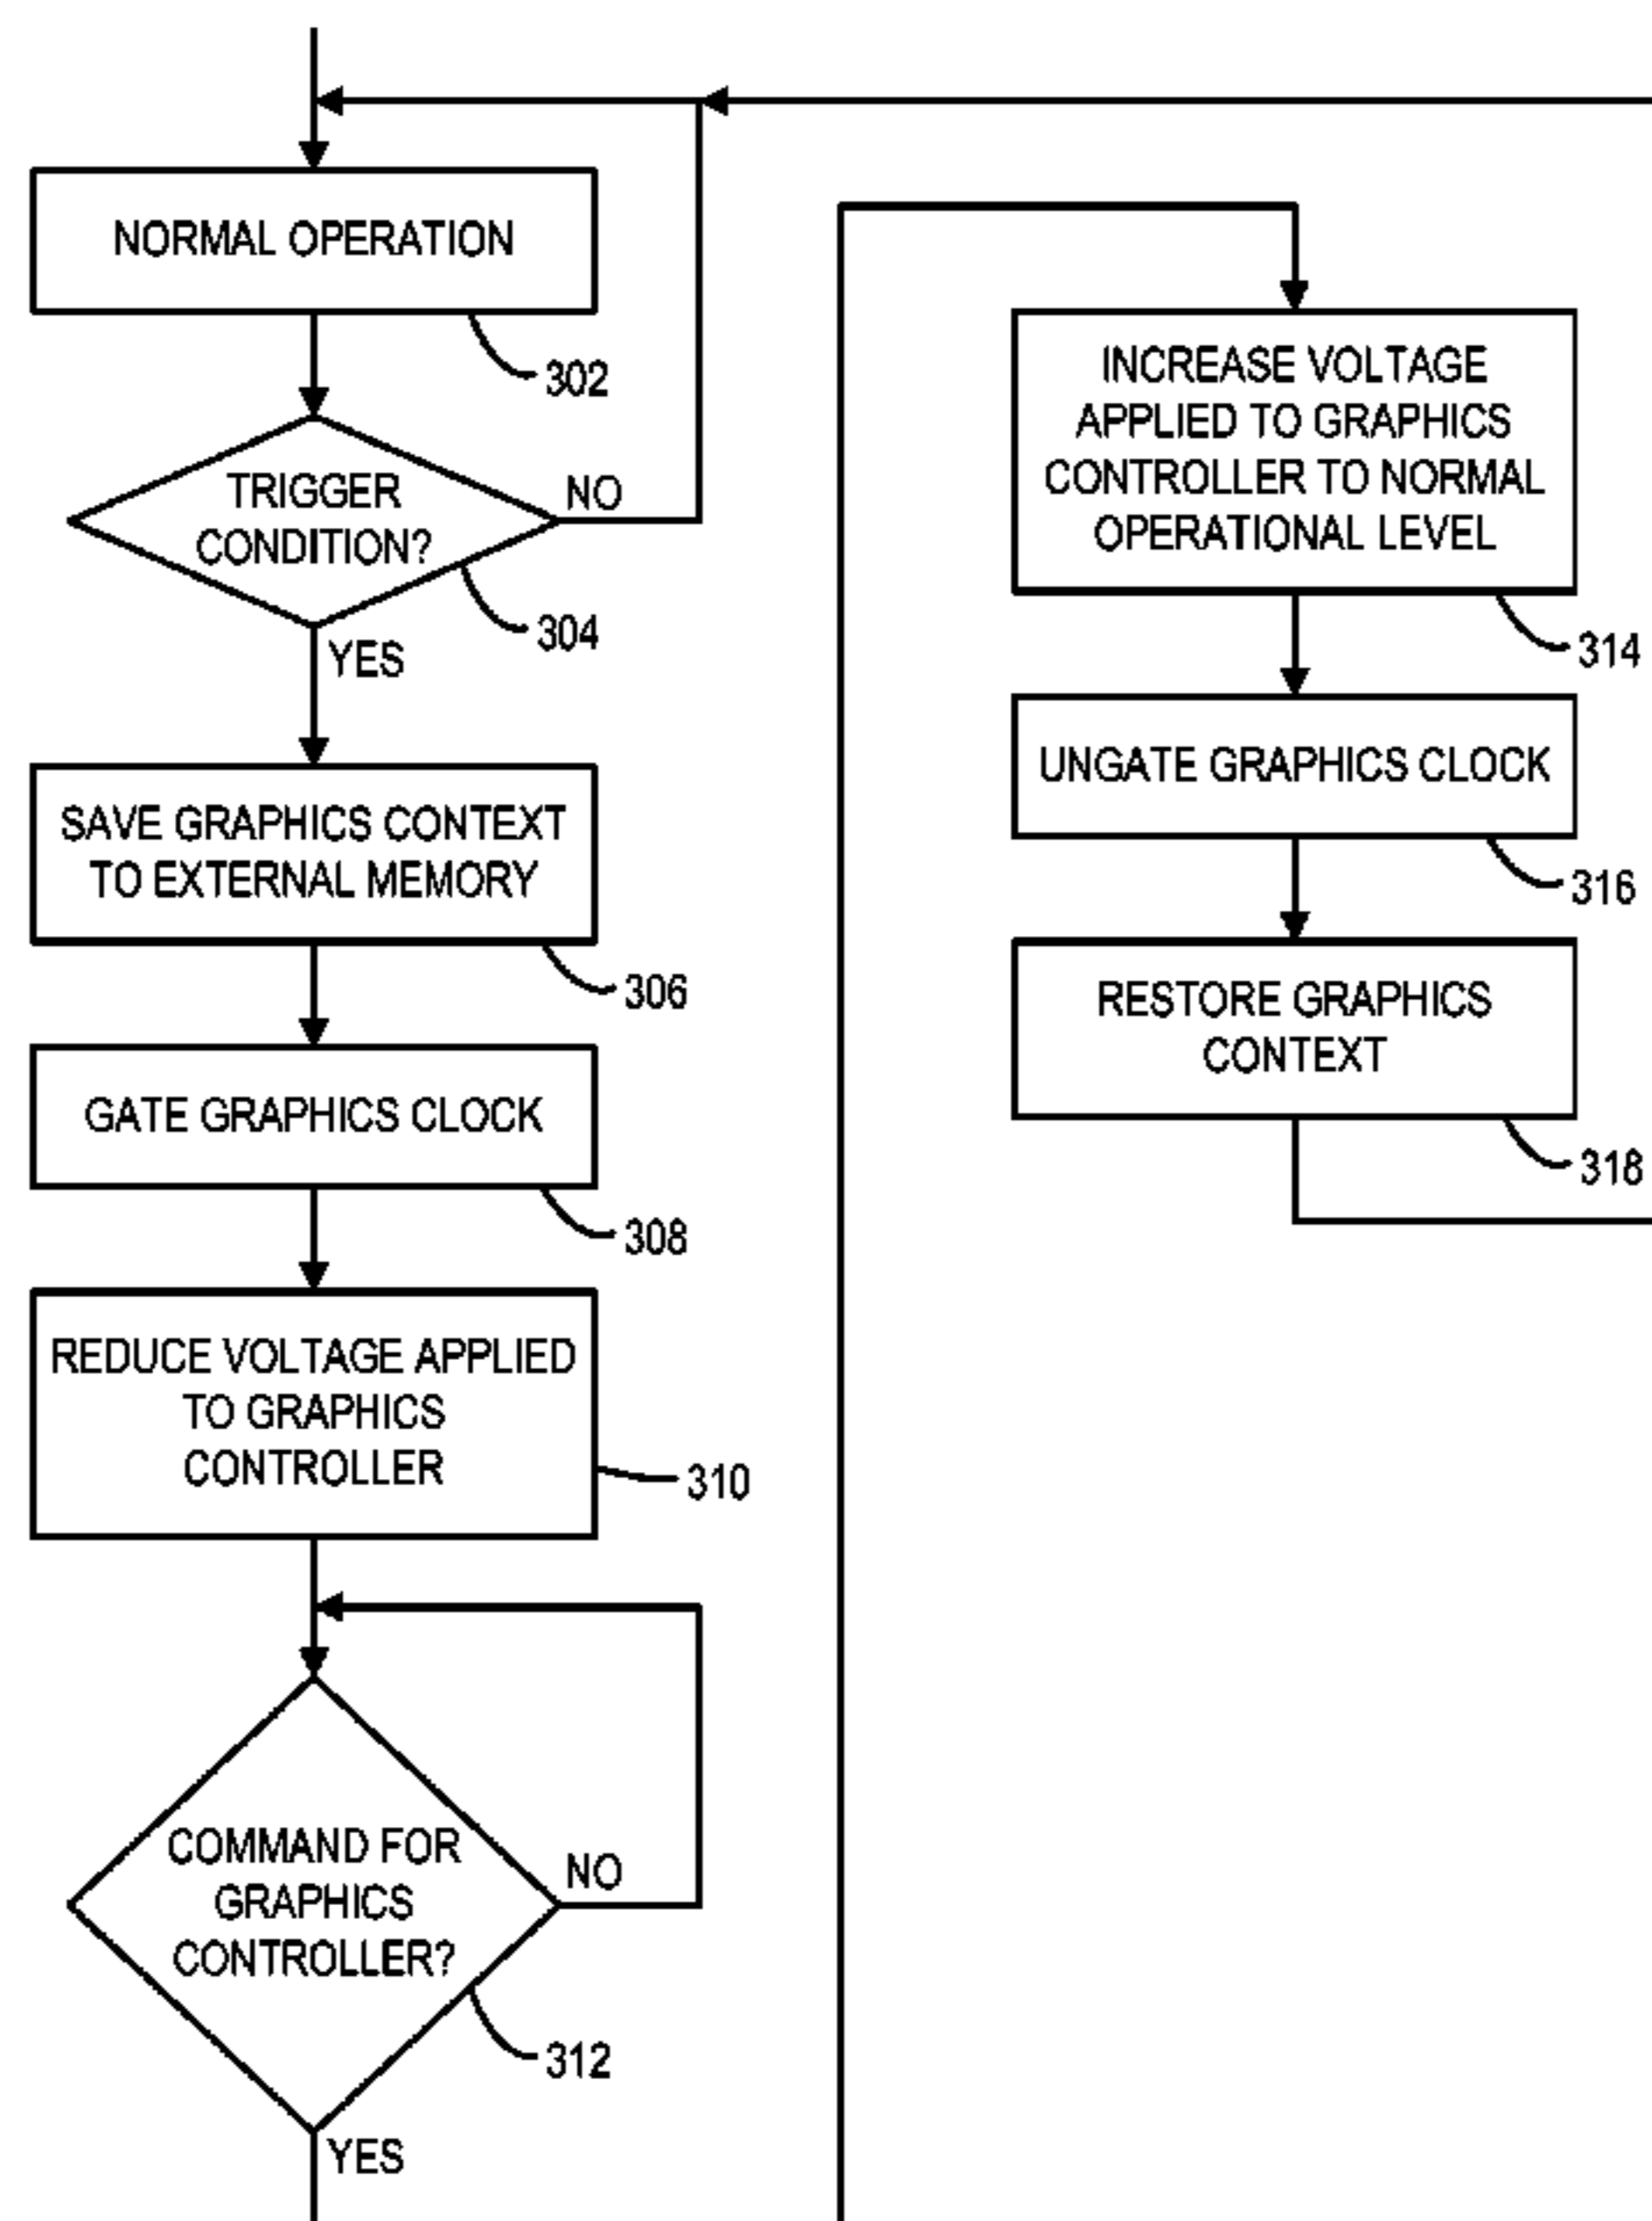 NORMAL OPERATION
302
TRIGGER
CONDITION?
NO
304
YES
SAVE GRAPHICS CONTEXT
TO EXTERNAL MEMORY
306
GATE GRAPHICS CLOCK
308
REDUCE VOLTAGE APPLIED
TO GRAPHICS
CONTROLLER
310
COMMAND FOR
GRAPHICS
CONTROLLER?
NO
312
YES
INCREASE VOLTAGE
APPLIED TO GRAPHICS
CONTROLLER TO NORMAL
OPERATIONAL LEVEL
314
UNGATE GRAPHICS CLOCK
316
RESTORE GRAPHICS
CONTEXT
318